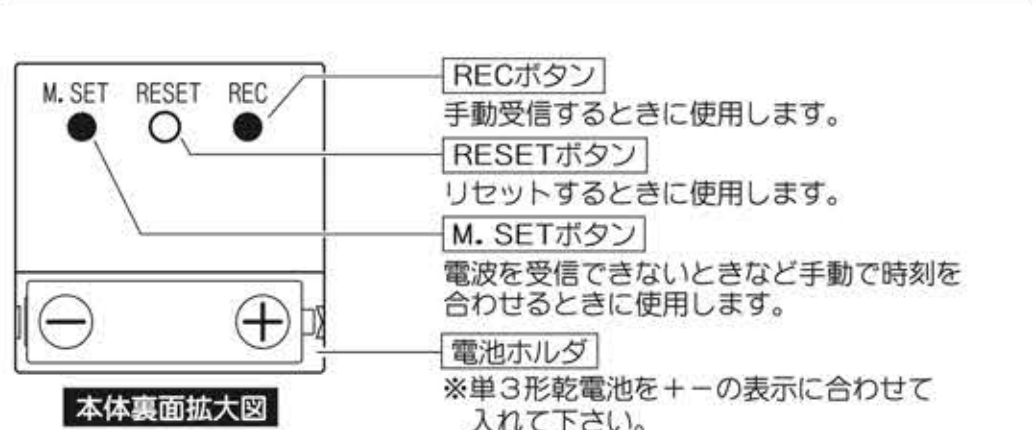 M. SET RESET REC
RECボタン
手動受信するときに使用します。
RESETボタン
リセットするときに使用します。
M. SETボタン
電波を受信できないときなど手動で時刻を
合わせるときに使用します。
− +
電池ホルダ
※単3形乾電池を+−の表示に合わせて
入れて下さい。
本体裏面拡大図